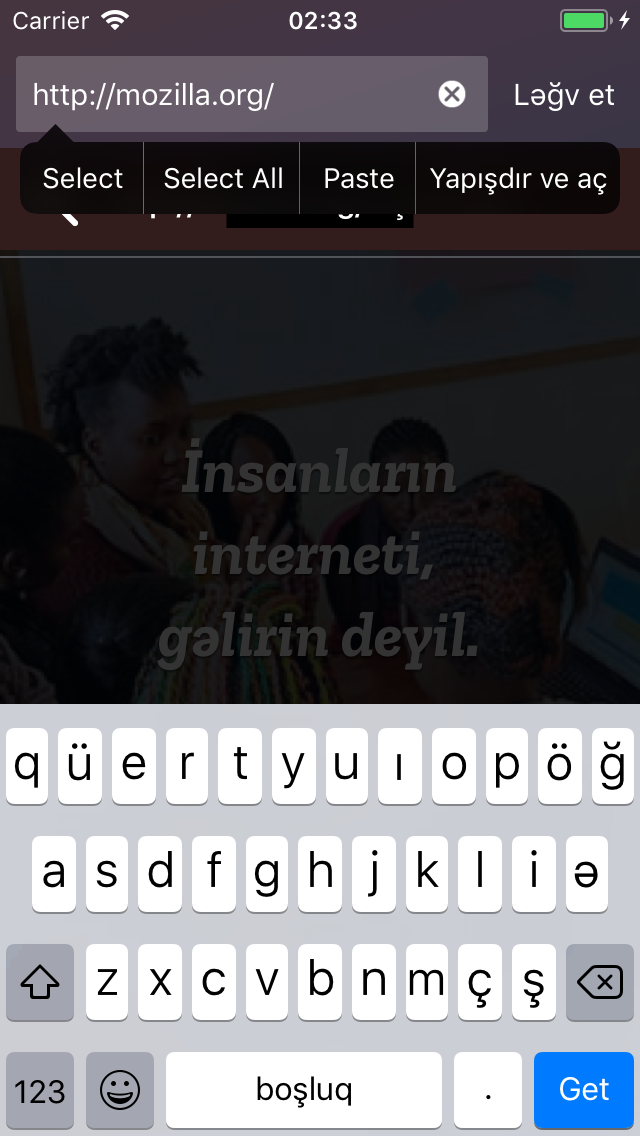 Carrier 02:33
http://mozilla.org/ Ləğv et
Select Select All Paste Yapışdır ve aç
İnsanların
interneti,
gəlirin deyil.
q ü e r t y u ı o p ö ğ
a s d f g h j k l i ə
z x c v b n m ç ş
123 boşluq . Get